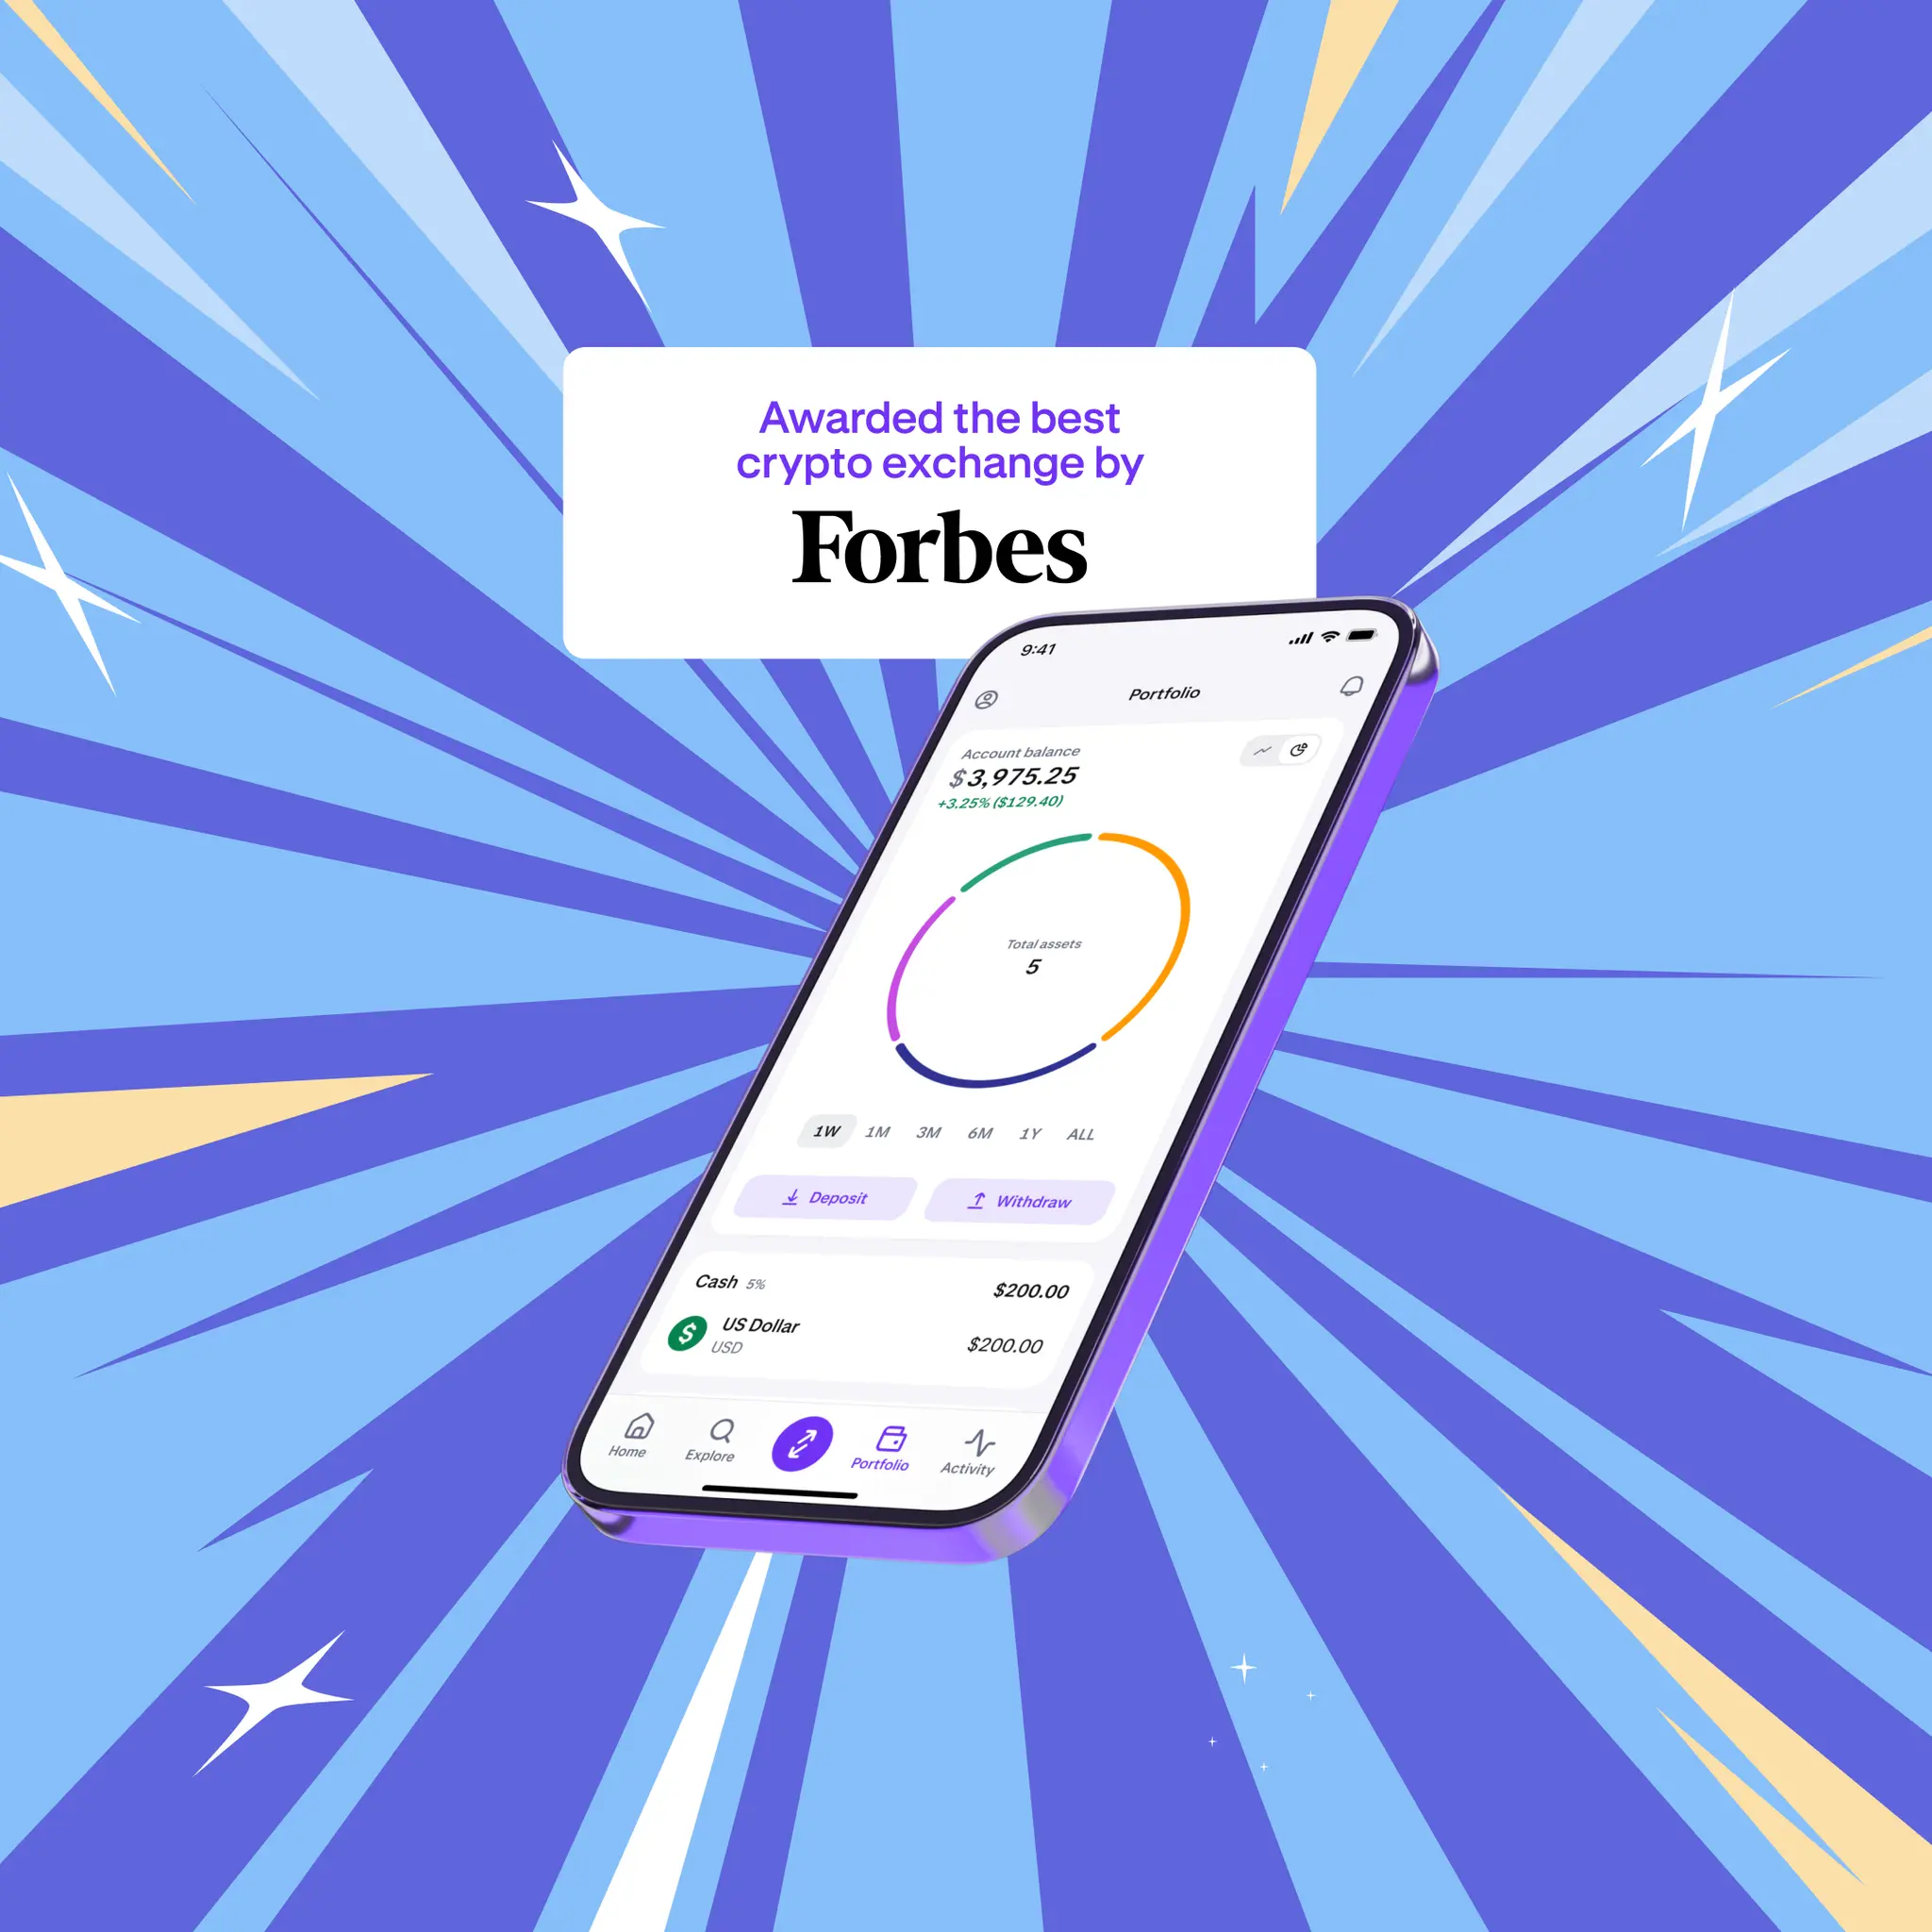 Awarded the best
crypto exchange by
Forbes
9:41
Portfolio
Account balance
$3,975.25
+3.25% ($129.40)
Total assets
5
1W 1M 3M 6M 1Y ALL
Deposit Withdraw
Cash 5% $200.00
US Dollar $200.00
USD
Home Explore Portfolio Activity